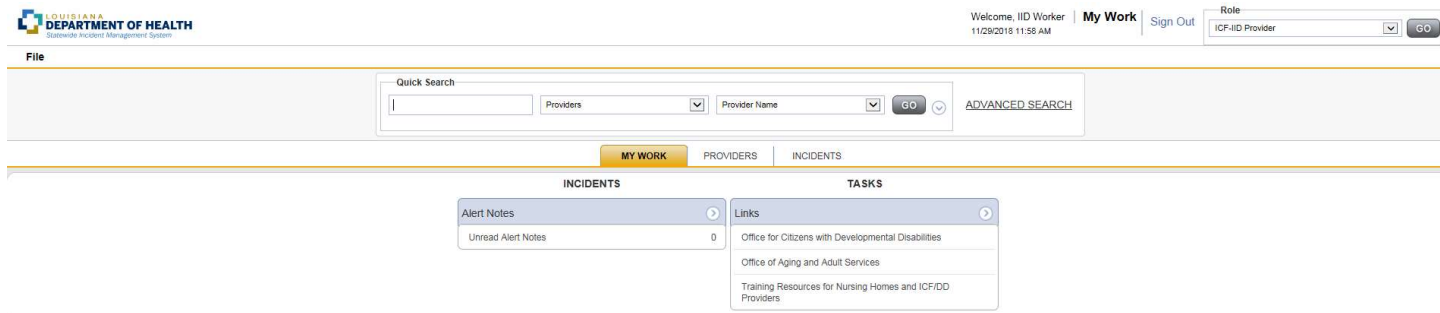 LOUISIANA
DEPARTMENT OF HEALTH
Statewide Incident Management System
Welcome, IID Worker
11/29/2018 11:58 AM
My Work
Sign Out
Role
ICF-IID Provider
GO
File
Quick Search
Providers
Provider Name
GO
ADVANCED SEARCH
MY WORK
PROVIDERS
INCIDENTS
INCIDENTS
Alert Notes
Unread Alert Notes 0
TASKS
Links
Office for Citizens with Developmental Disabilities
Office of Aging and Adult Services
Training Resources for Nursing Homes and ICF/DD
Providers